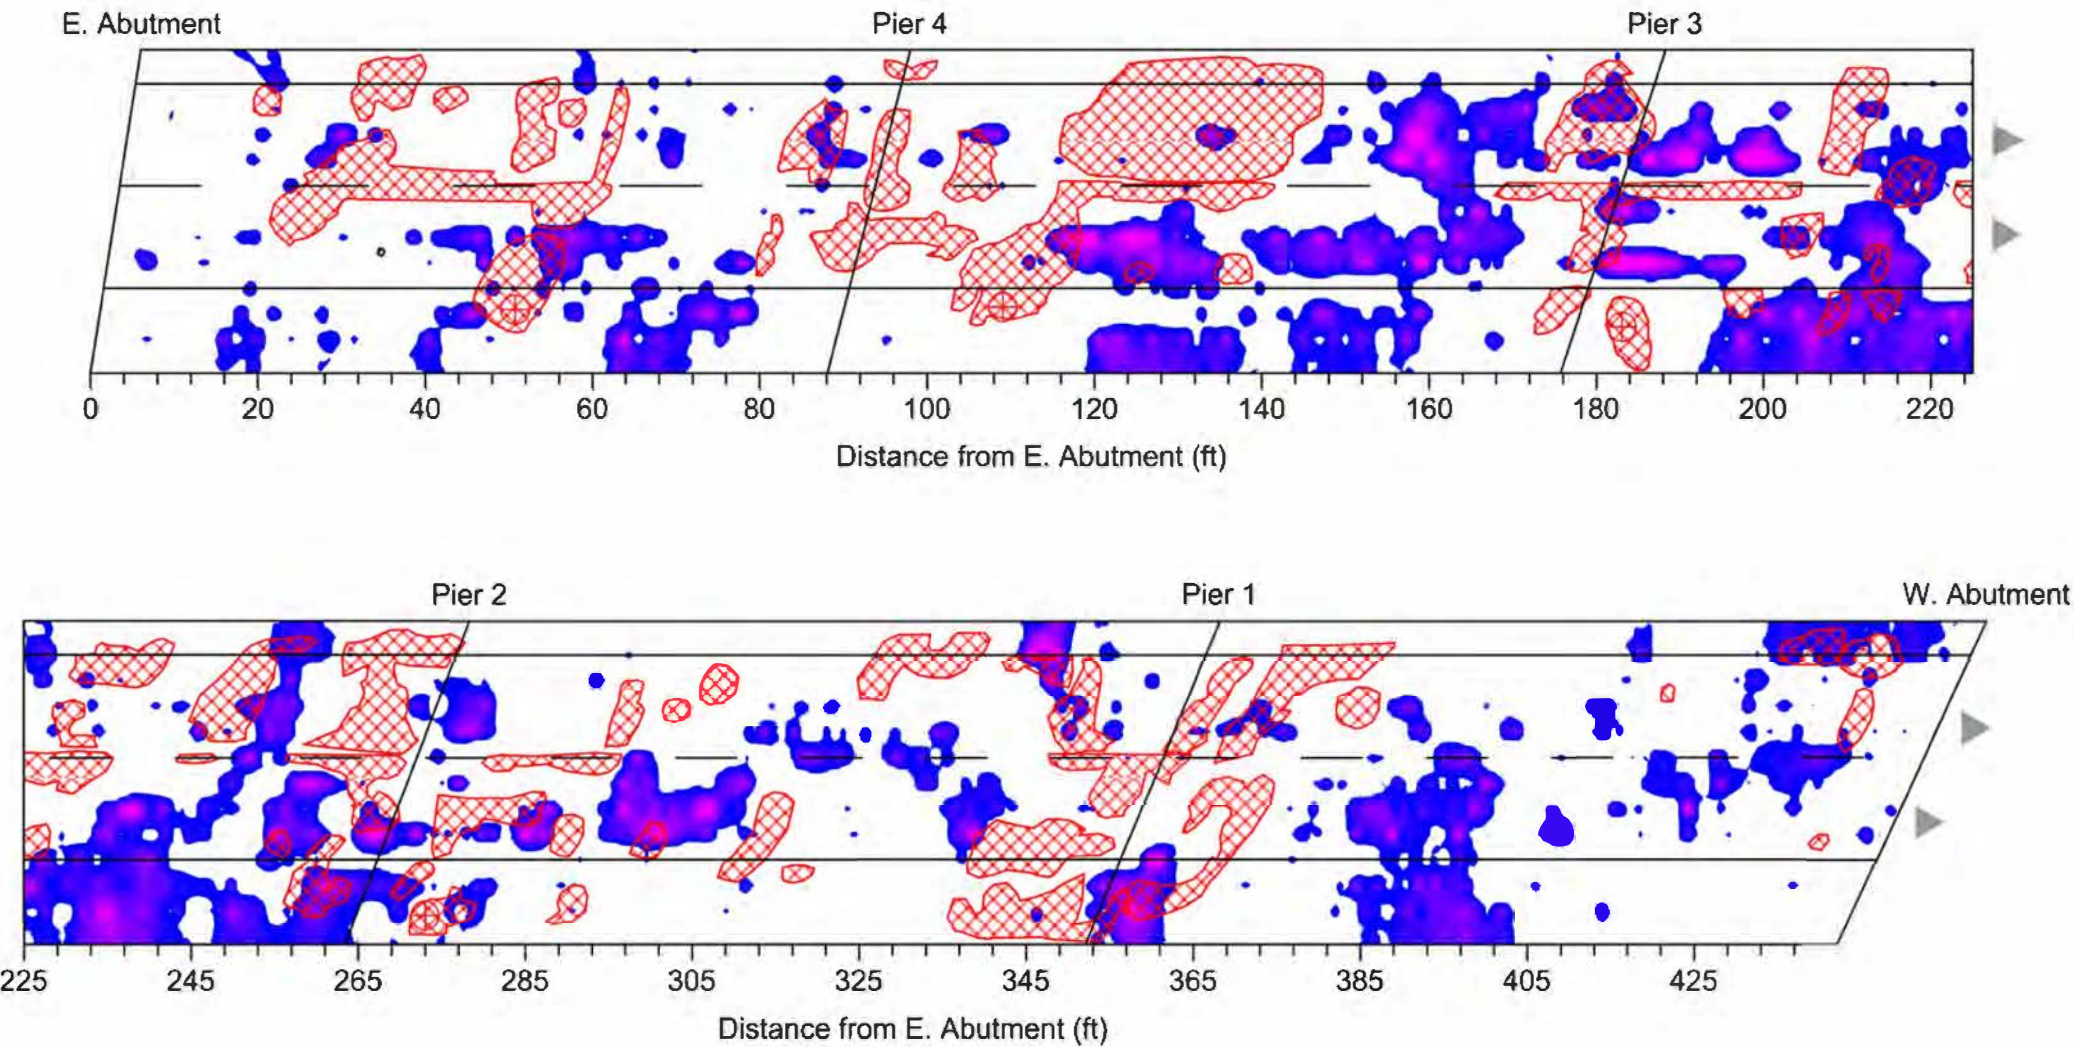 E. Abutment Pier 4 Pier 3
0 20 40 60 80 100 120 140 160 180 200 220
Distance from E. Abutment (ft)
Pier 2 Pier 1 W. Abutment
225 245 265 285 305 325 345 365 385 405 425
Distance from E. Abutment (ft)